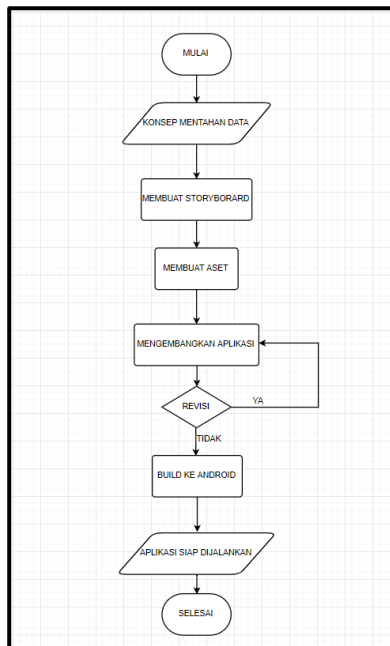 MULAI
KONSEP MENTAHAN DATA
MEMBUAT STORYBORARD
MEMBUAT ASET
MENGEMBANGKAN APLIKASI
REVISI
YA
TIDAK
BUILD KE ANDROID
APLIKASI SIAP DIJALANKAN
SELESAI